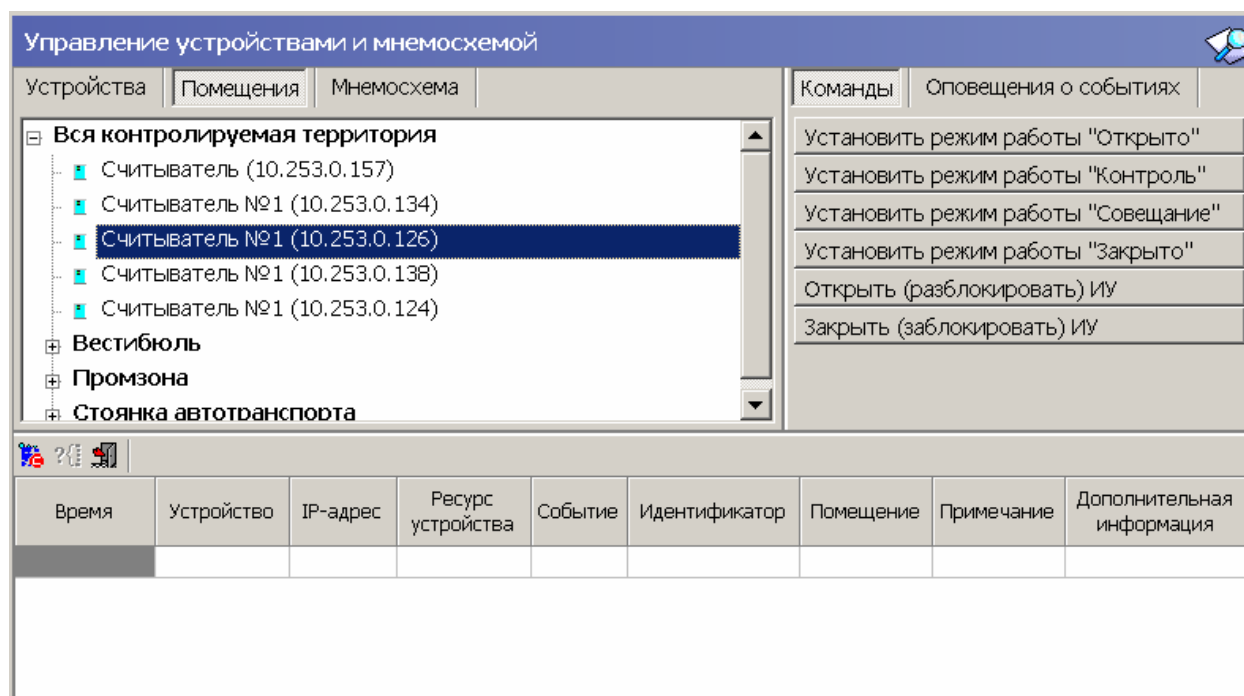 Управление устройствами и мнемосхемой
Устройства Помещения Мнемосхема
Вся контролируемая территория
Считыватель (10.253.0.157)
Считыватель №1 (10.253.0.134)
Считыватель №1 (10.253.0.126)
Считыватель №1 (10.253.0.138)
Считыватель №1 (10.253.0.124)
Вестибюль
Промзона
Стоянка автотранспорта
Команды Оповещения о событиях
Установить режим работы "Открыто"
Установить режим работы "Контроль"
Установить режим работы "Совещание"
Установить режим работы "Закрыто"
Открыть (разблокировать) ИУ
Закрыть (заблокировать) ИУ
Время Устройство IP-адрес Ресурс устройства Событие Идентификатор Помещение Примечание Дополнительная информация